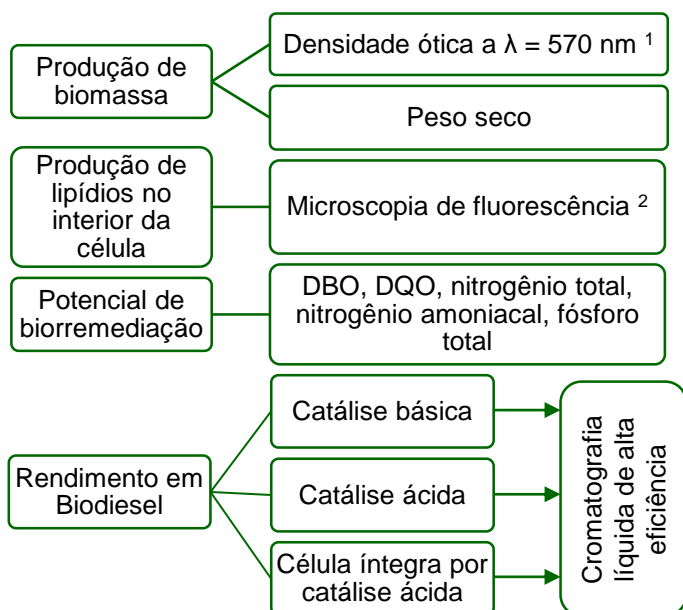 Produção de
biomassa
Densidade ótica a λ = 570 nm ¹
Peso seco
Produção de
lipídios no
interior da
célula
Microscopia de fluorescência ²
Potencial de
biorremediação
DBO, DQO, nitrogênio total,
nitrogênio amoniacal, fósforo
total
Rendimento em
Biodiesel
Catálise básica
Catálise ácida
Célula íntegra por
catálise ácida
Cromatografia
líquida de alta
eficiência